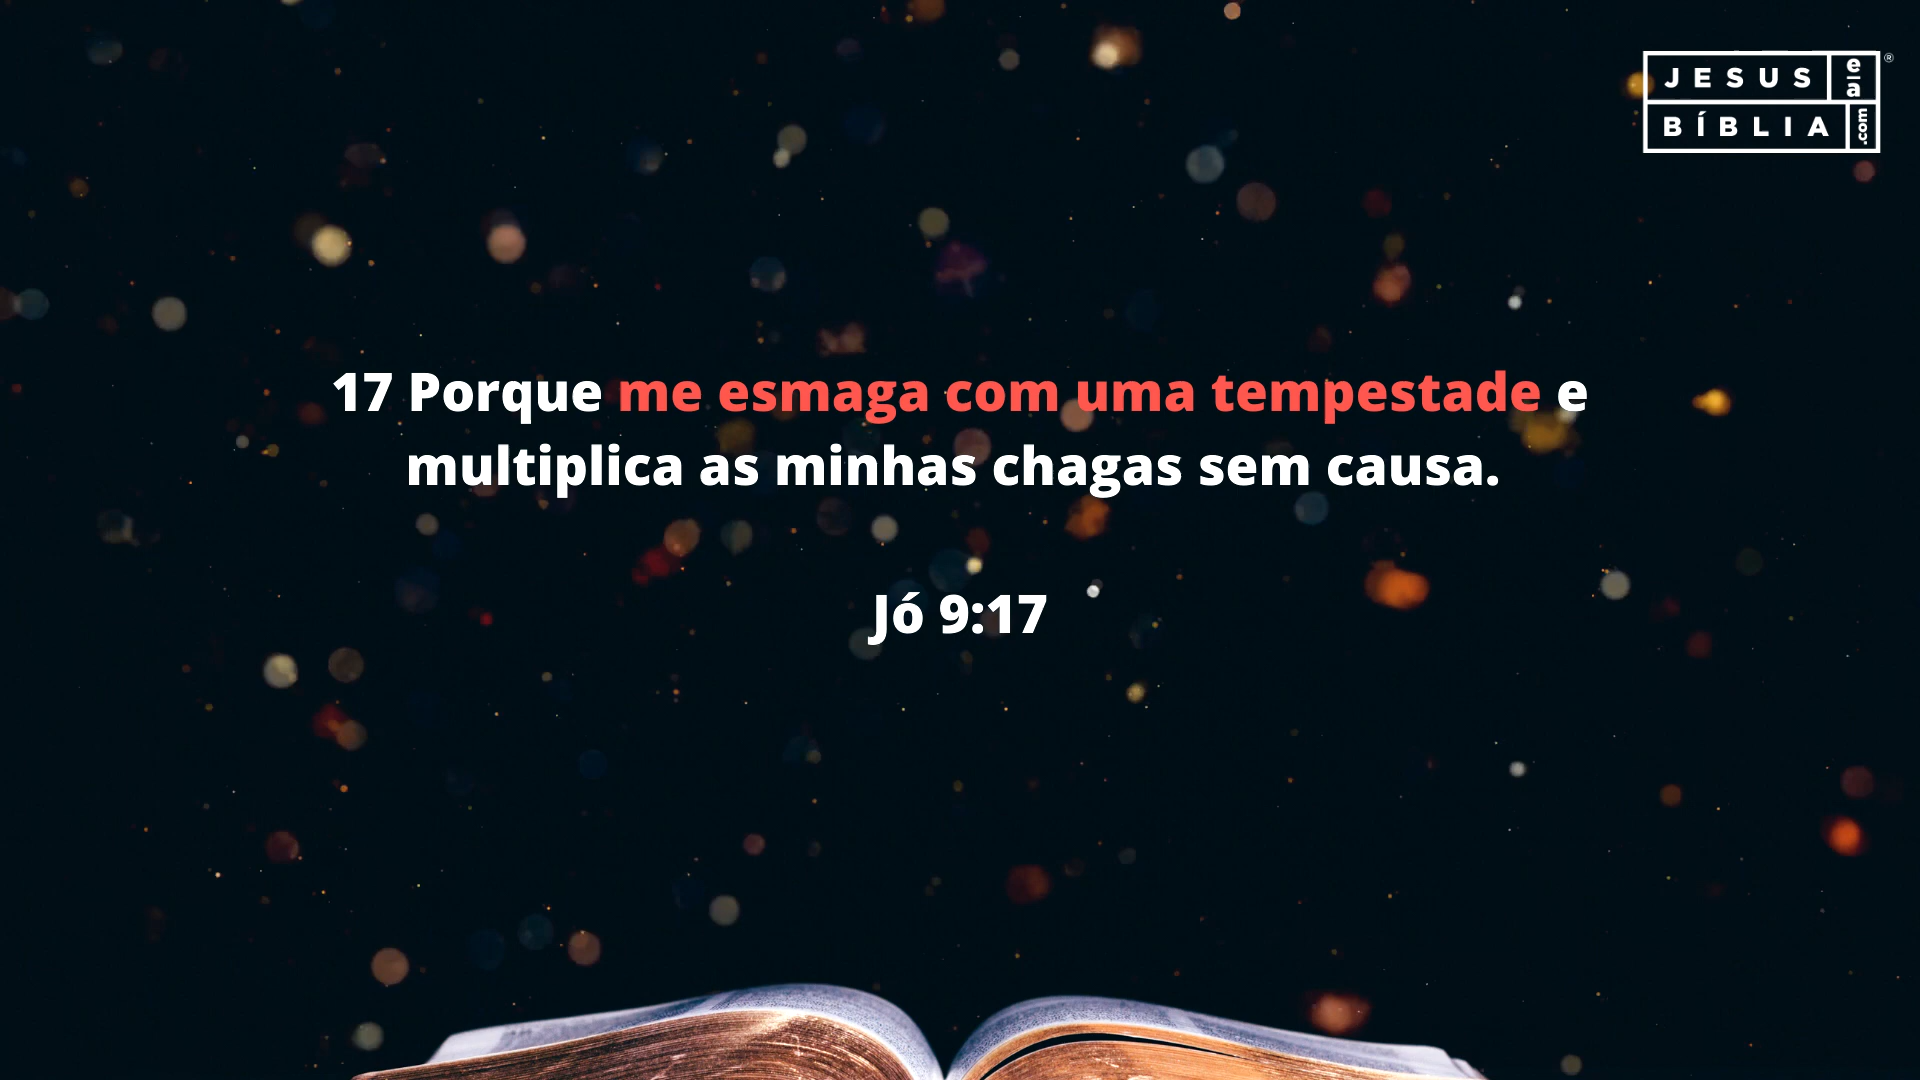 JESUS e a
BÍBLIA .com
®
17 Porque me esmaga com uma tempestade e
multiplica as minhas chagas sem causa.
Jó 9:17